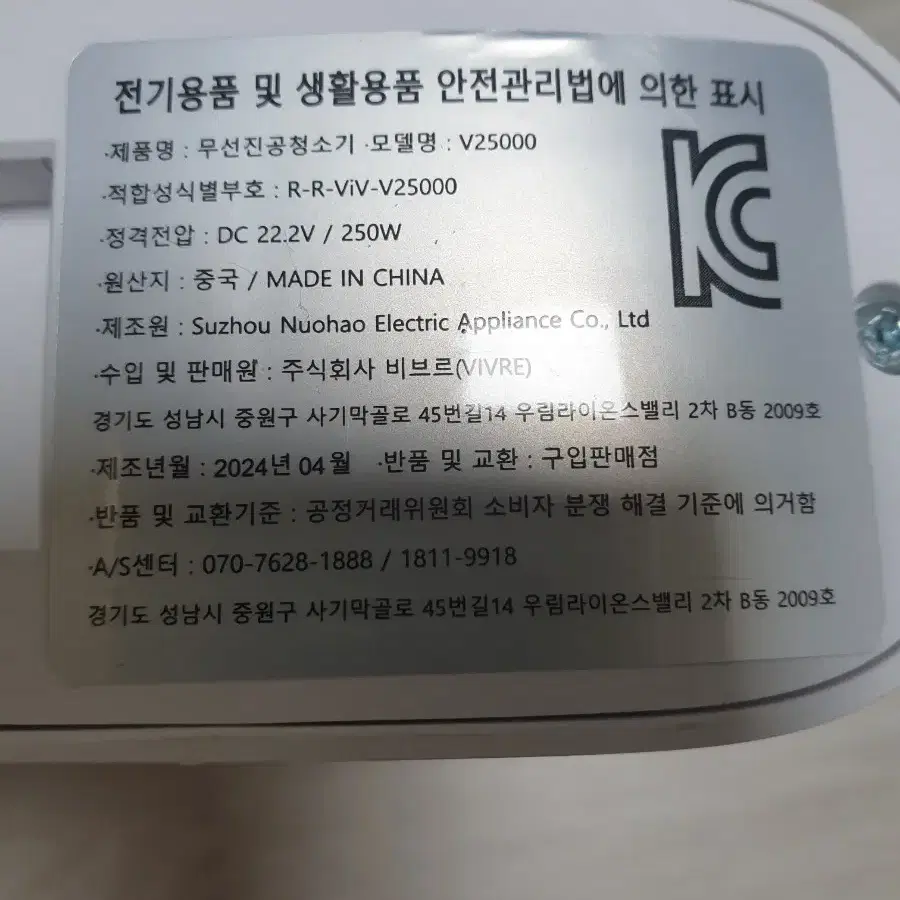 전기용품 및 생활용품 안전관리법에 의한 표시
·제품명 : 무선진공청소기 ·모델명 : V25000
·적합성식별부호 : R-R-ViV-V25000
·정격전압 : DC 22.2V / 250W
·원산지 : 중국 / MADE IN CHINA
·제조원 : Suzhou Nuohao Electric Appliance Co., Ltd
·수입 및 판매원 : 주식회사 비브르(VIVRE)
경기도 성남시 중원구 사기막골로 45번길14 우림라이온스밸리 2차 B동 2009호
·제조년월 : 2024년 04월 ·반품 및 교환 : 구입판매점
·반품 및 교환기준 : 공정거래위원회 소비자 분쟁 해결 기준에 의거함
·A/S센터 : 070-7628-1888 / 1811-9918
경기도 성남시 중원구 사기막골로 45번길14 우림라이온스밸리 2차 B동 2009호
KC